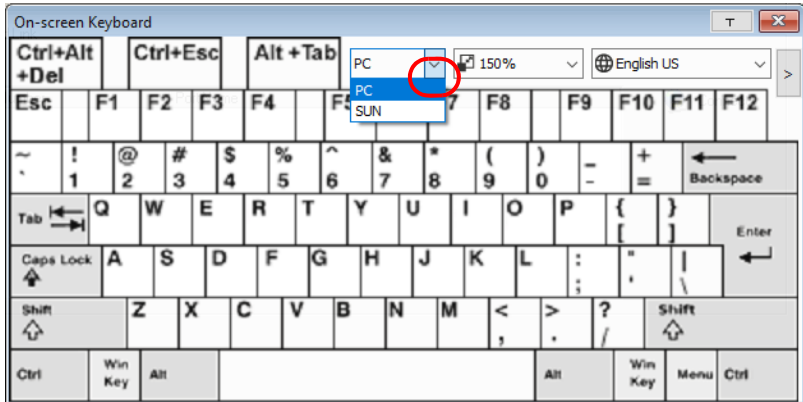 On-screen Keyboard
Ctrl+Alt +Del Ctrl+Esc Alt +Tab PC 150% English US >
PC
SUN
Esc F1 F2 F3 F4 F8 F9 F10 F11 F12
~ ! @ # $ % ^ & * ( ) _ +
` 1 2 3 4 5 6 7 8 9 0 - = Backspace
Tab Q W E R T Y U I O P { [ } ] Enter
Caps Lock A S D F G H J K L : ; " ' | \
Shift Z X C V B N M < , > . ? / Shift
Ctrl Win Key Alt Alt Win Key Menu Ctrl